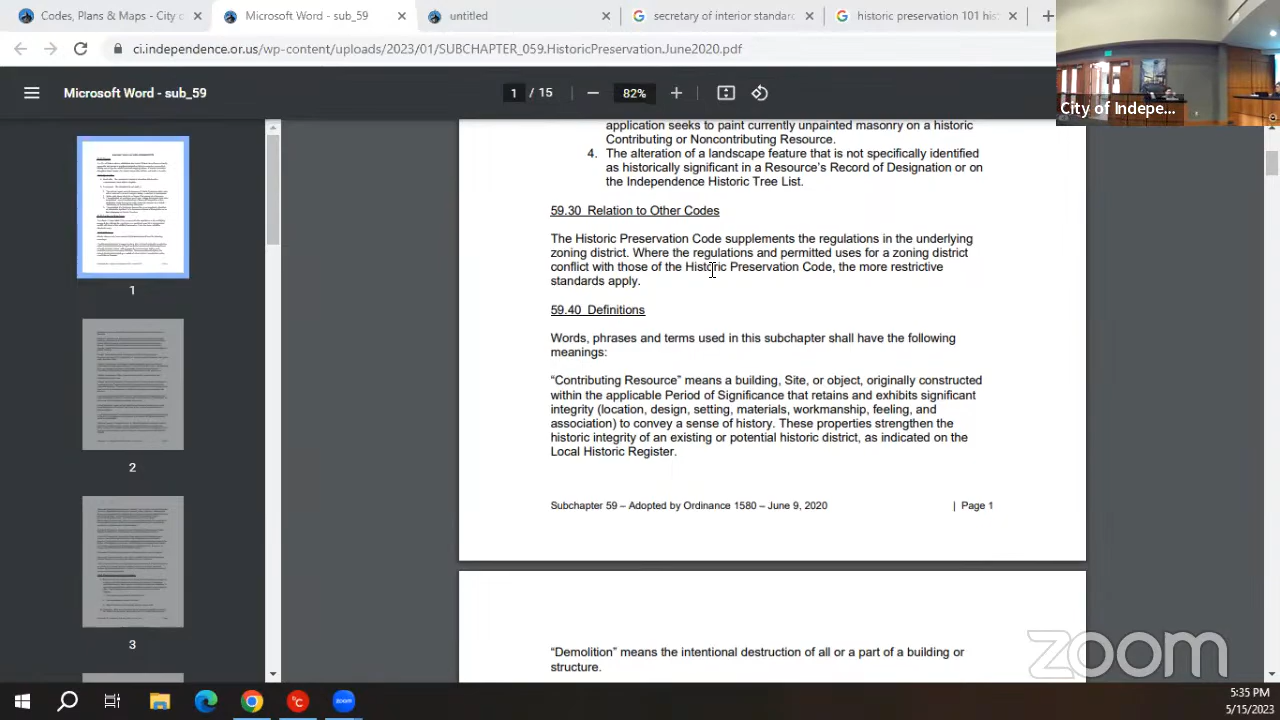 Codes, Plans & Maps - City o
Microsoft Word - sub_59
untitled
secretary of interior standard
historic preservation 101 his
ci.independence.or.us/wp-content/uploads/2023/01/SUBCHAPTER_059.HistoricPreservation.June2020.pdf
City of Indepe...
Microsoft Word - sub_59
1 / 15
82%
application seeks to paint currently unpainted masonry on a historic
Contributing or Noncontributing Resource.
4. The alteration of a landscape feature that is not specifically identified
as historically significant in a Resource's Record of Designation or on
the Independence Historic Tree List.
59.30 Relation to Other Codes
The Historic Preservation Code supplements the regulations in the underlying
zoning district. Where the regulations and permitted uses for a zoning district
conflict with those of the Historic Preservation Code, the more restrictive
standards apply.
59.40 Definitions
Words, phrases and terms used in this subchapter shall have the following
meanings:
“Contributing Resource” means a building, Site, or object, originally constructed
within the applicable Period of Significance that retains and exhibits significant
integrity (location, design, setting, materials, workmanship, feeling, and
association) to convey a sense of history. These properties strengthen the
historic integrity of an existing or potential historic district, as indicated on the
Local Historic Register.
Subchapter 59 – Adopted by Ordinance 1580 – June 9, 2020 | Page 1
“Demolition” means the intentional destruction of all or a part of a building or
structure.
1
2
3
zoom
zoom
5:35 PM
5/15/2023